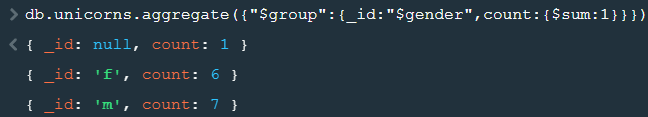 > db.unicorns.aggregate({"$group":{_id:"$gender",count:{$sum:1}}})
< { _id: null, count: 1 }
{ _id: 'f', count: 6 }
{ _id: 'm', count: 7 }